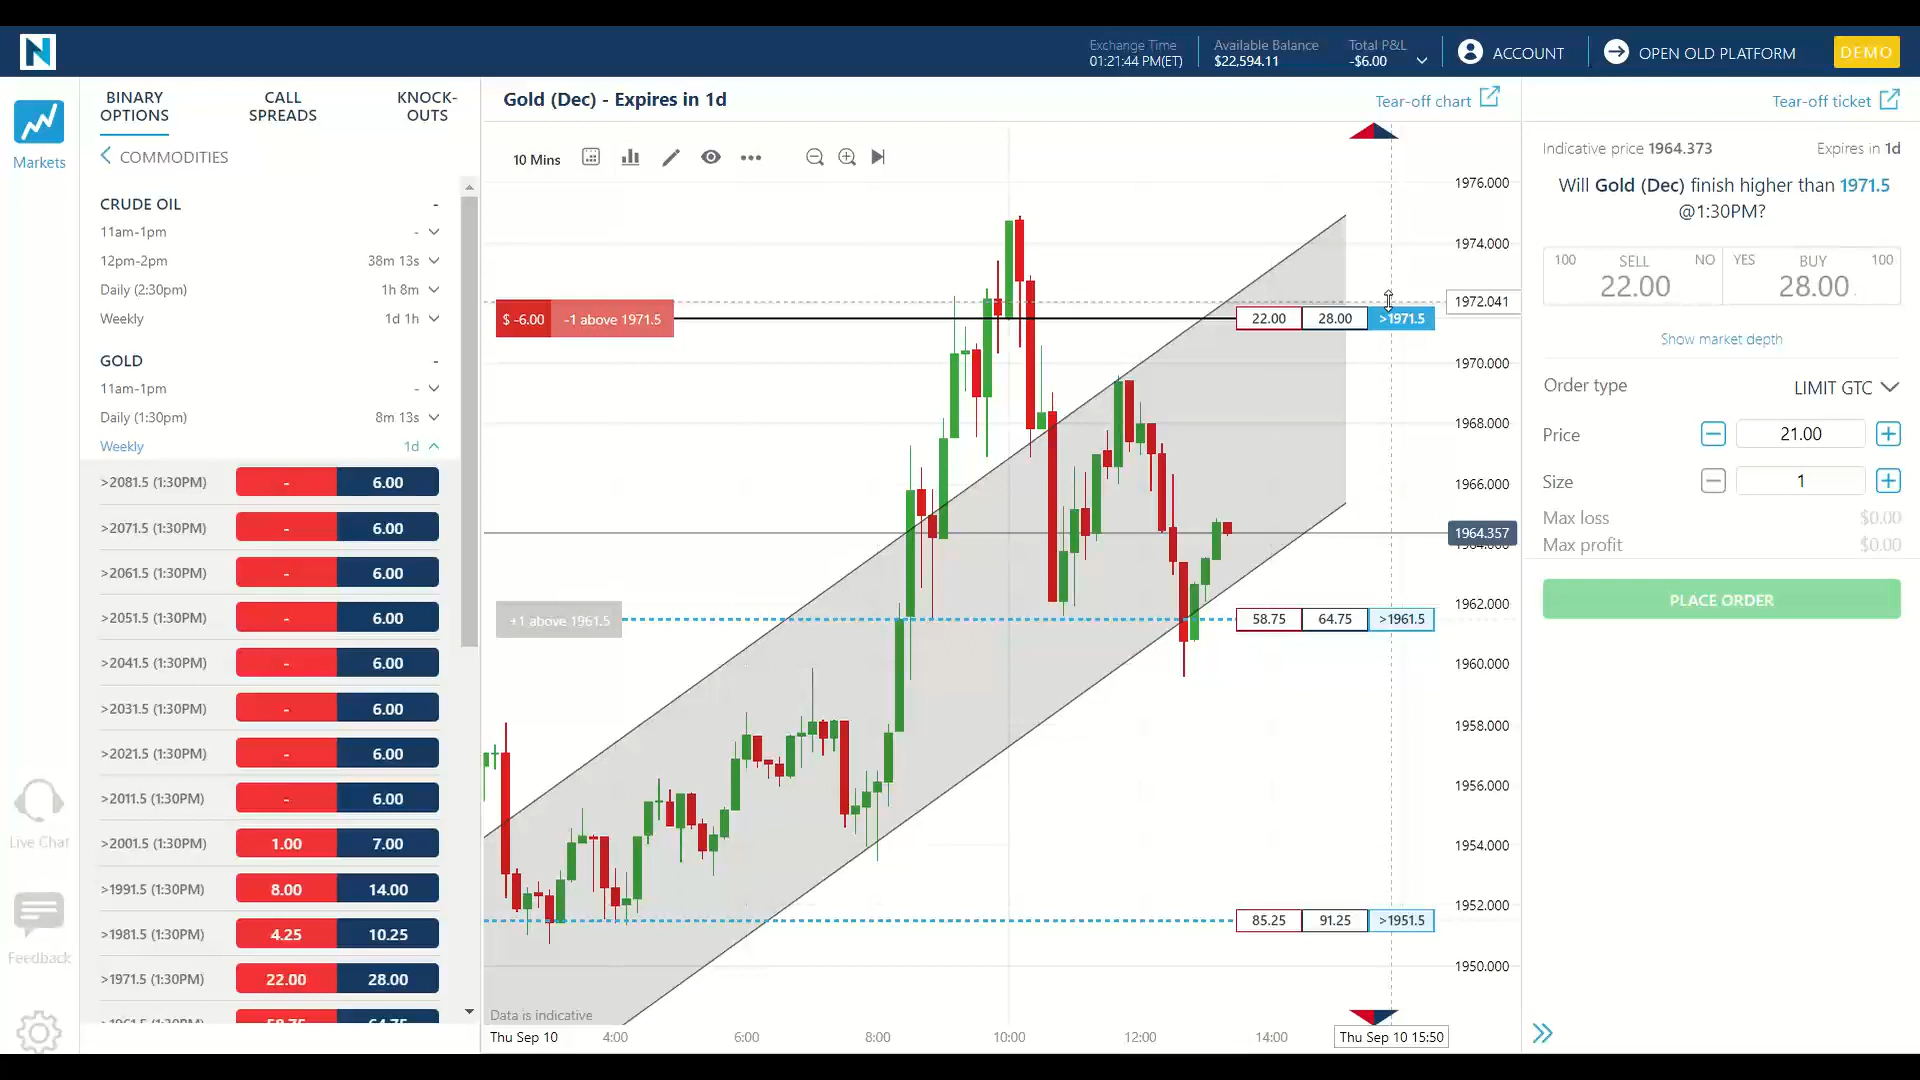 N
Exchange Time
01:21:44 PM(ET)
Available Balance
$22,594.11
Total P&L
-$6.00
ACCOUNT
OPEN OLD PLATFORM
DEMO
Markets
Live Chat
Feedback
BINARY
OPTIONS
CALL
SPREADS
KNOCK-
OUTS
COMMODITIES
CRUDE OIL -
11am-1pm -
12pm-2pm 38m 13s
Daily (2:30pm) 1h 8m
Weekly 1d 1h
GOLD -
11am-1pm -
Daily (1:30pm) 8m 13s
Weekly 1d
>2081.5 (1:30PM) - 6.00
>2071.5 (1:30PM) - 6.00
>2061.5 (1:30PM) - 6.00
>2051.5 (1:30PM) - 6.00
>2041.5 (1:30PM) - 6.00
>2031.5 (1:30PM) - 6.00
>2021.5 (1:30PM) - 6.00
>2011.5 (1:30PM) - 6.00
>2001.5 (1:30PM) 1.00 7.00
>1991.5 (1:30PM) 8.00 14.00
>1981.5 (1:30PM) 4.25 10.25
>1971.5 (1:30PM) 22.00 28.00
>1961.5 (1:30PM) 58.75 64.75
Gold (Dec) - Expires in 1d
Tear-off chart
10 Mins
1976.000
1974.000
1972.041
$ -6.00 -1 above 1971.5
22.00 28.00 >1971.5
1970.000
1968.000
1966.000
1964.357
1964.000
1962.000
+1 above 1961.5
58.75 64.75 >1961.5
1960.000
1958.000
1956.000
1954.000
1952.000
85.25 91.25 >1951.5
1950.000
Data is indicative
Thu Sep 10 4:00 6:00 8:00 10:00 12:00 14:00 Thu Sep 10 15:50
Tear-off ticket
Indicative price 1964.373 Expires in 1d
Will Gold (Dec) finish higher than 1971.5
@1:30PM?
100 SELL NO YES BUY 100
22.00 28.00
Show market depth
Order type LIMIT GTC
Price 21.00
Size 1
Max loss $0.00
Max profit $0.00
PLACE ORDER